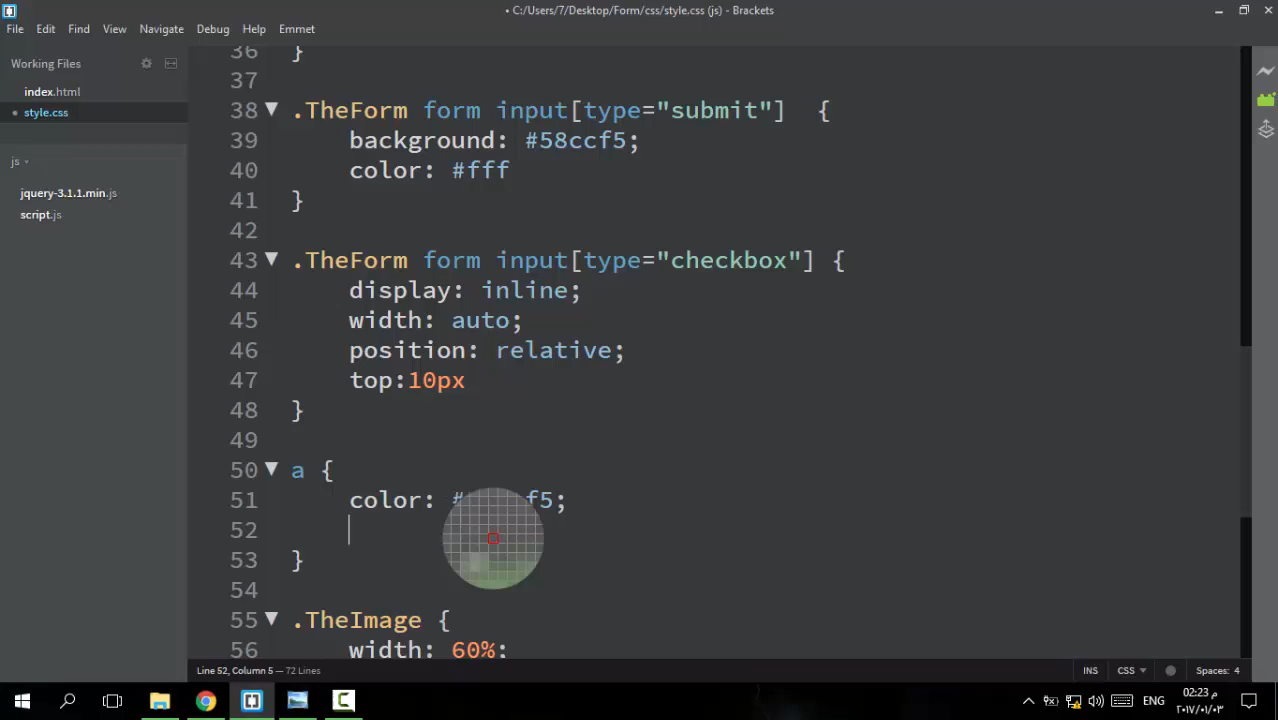 • C:/Users/7/Desktop/Form/css/style.css (js) - Brackets
File Edit Find View Navigate Debug Help Emmet
Working Files
index.html
• style.css
js
jquery-3.1.1.min.js
script.js
36 }
37
38 .TheForm form input[type="submit"]  {
39 background: #58ccf5;
40 color: #fff
41 }
42
43 .TheForm form input[type="checkbox"] {
44 display: inline;
45 width: auto;
46 position: relative;
47 top:10px
48 }
49
50 a {
51 color: # f5;
52
53 }
54
55 .TheImage {
56 width: 60%;
Line 52, Column 5 — 72 Lines
INS CSS Spaces: 4
ENG
02:23 م
٢٠١٧/٠١/٠٣